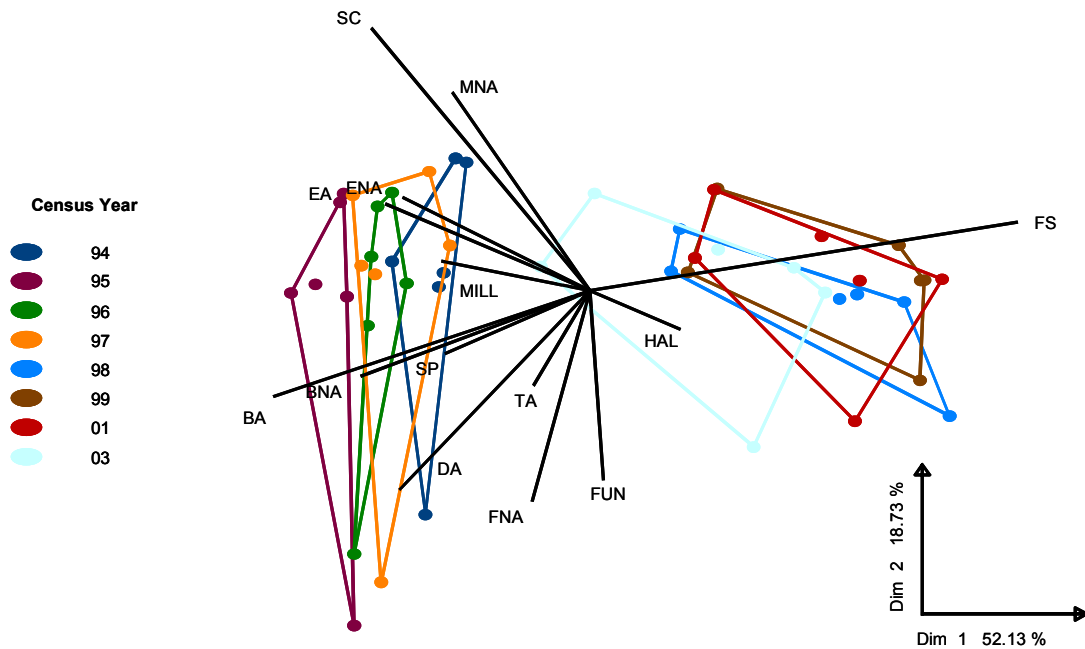 SC
MNA
EA
ENA
Census Year
94
95
96
97
98
99
01
03
FS
MILL
HAL
SP
BNA
TA
BA
DA
FNA
FUN
Dim 2 18.73 %
Dim 1 52.13 %